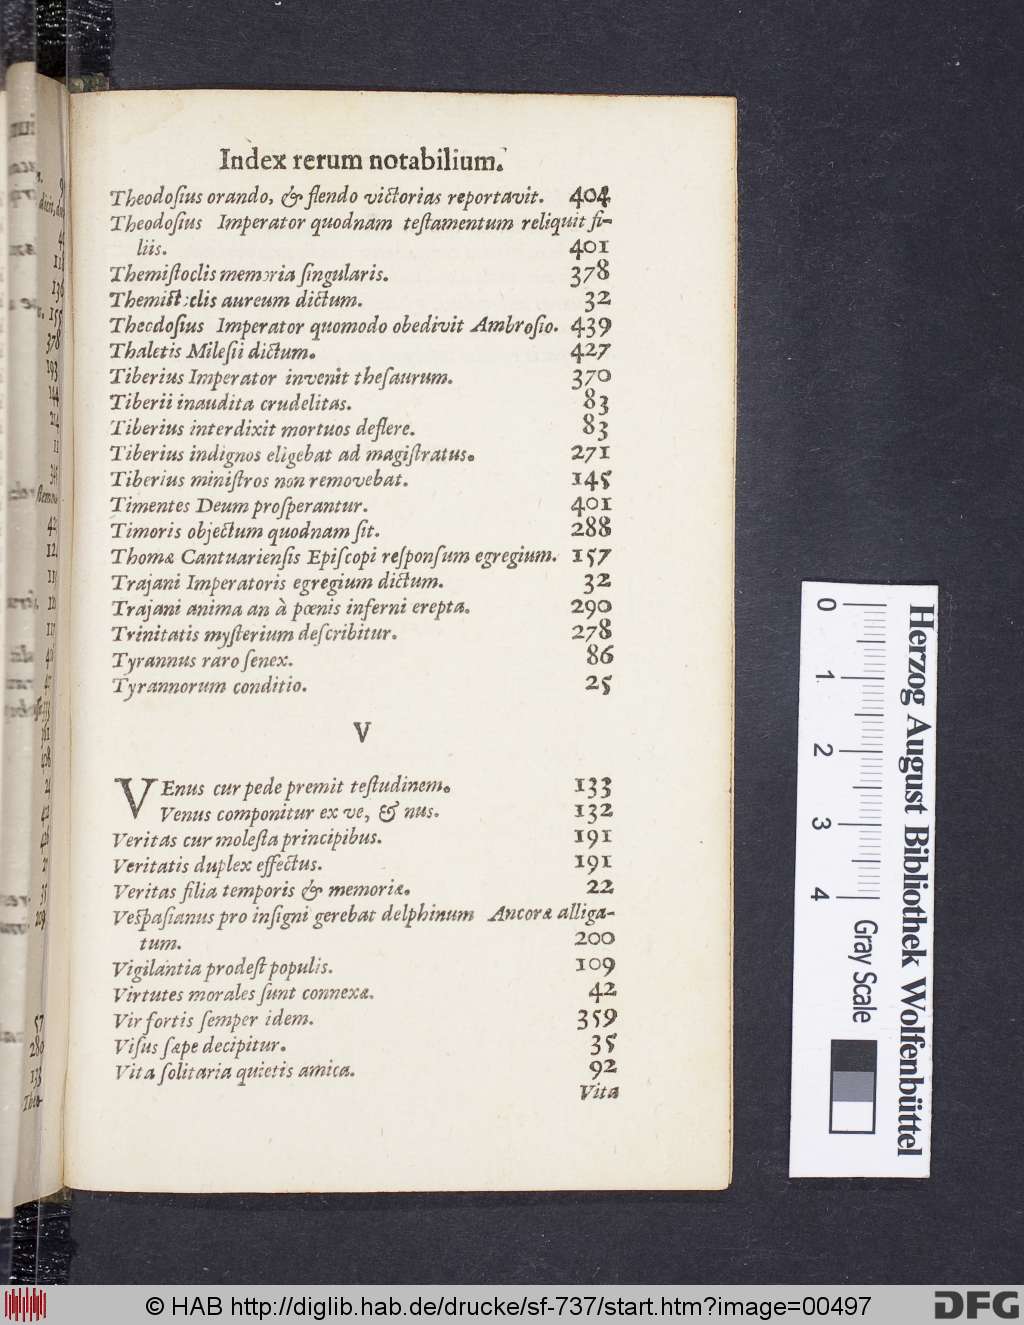 Index rerum notabilium.
Theodoſius orando, & flendo victorias reportavit. 404
Theodoſius Imperator quodnam teſtamentum reliquit fi-
liis. 401
Themiſtoclis memoria ſingularis. 378
Themiſtoclis aureum dictum. 32
Theodoſius Imperator quomodo obedivit Ambroſio. 439
Thaletis Mileſii dictum. 427
Tiberius Imperator invenit theſaurum. 370
Tiberii inaudita crudelitas. 83
Tiberius interdixit mortuos deflere. 83
Tiberius indignos eligebat ad magiſtratus. 271
Tiberius miniſtros non removebat. 145
Timentes Deum proſperantur. 401
Timoris objectum quodnam ſit. 288
Thomæ Cantuarienſis Epiſcopi reſponſum egregium. 157
Trajani Imperatoris egregium dictum. 32
Trajani anima an à pœnis inferni erepta. 290
Trinitatis myſterium deſcribitur. 278
Tyrannus raro ſenex. 86
Tyrannorum conditio. 25
V
VEnus cur pede premit teſtudinem. 133
Venus componitur ex ve, & nus. 132
Veritas cur moleſta principibus. 191
Veritatis duplex effectus. 191
Veritas filia temporis & memoriæ. 22
Veſpaſianus pro inſigni gerebat delphinum Ancoræ alliga-
tum. 200
Vigilantia prodeſt populis. 109
Virtutes morales ſunt connexæ. 42
Vir fortis ſemper idem. 359
Viſus ſæpe decipitur. 35
Vita ſolitaria quietis amica. 92
Vita
0 1 2 3 4
Gray Scale
Herzog August Bibliothek Wolfenbüttel
© HAB http://diglib.hab.de/drucke/sf-737/start.htm?image=00497
DFG